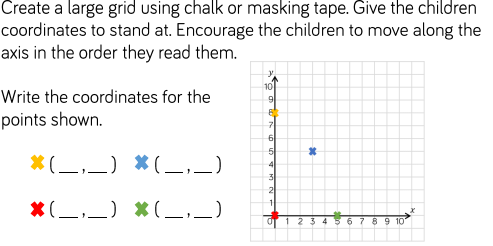 Create a large grid using chalk or masking tape. Give the children
coordinates to stand at. Encourage the children to move along the
axis in the order they read them.
Write the coordinates for the
points shown.
(__,__) (__,__)
(__,__) (__,__)
y
10
9
8
7
6
5
4
3
2
1
0 1 2 3 4 5 6 7 8 9 10 x